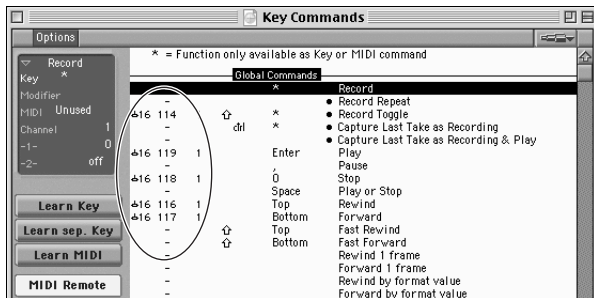 Key Commands
Options
* = Function only available as Key or MIDI command
Global Commands
Record
Key *
Modifier
MIDI Unused
Channel 1
-1- 0
-2- off
Learn Key
Learn sep. Key
Learn MIDI
MIDI Remote
* Record
- • Record Repeat
16 114 ⇧ * • Record Toggle
- ctrl * • Capture Last Take as Recording
- • Capture Last Take as Recording & Play
16 119 1 Enter Play
- , Pause
16 118 1 0 Stop
- Space Play or Stop
16 116 1 Top Rewind
16 117 1 Bottom Forward
- ⇧ Top Fast Rewind
- ⇧ Bottom Fast Forward
- Rewind 1 frame
- Forward 1 frame
- Rewind by format value
- Forward by format value